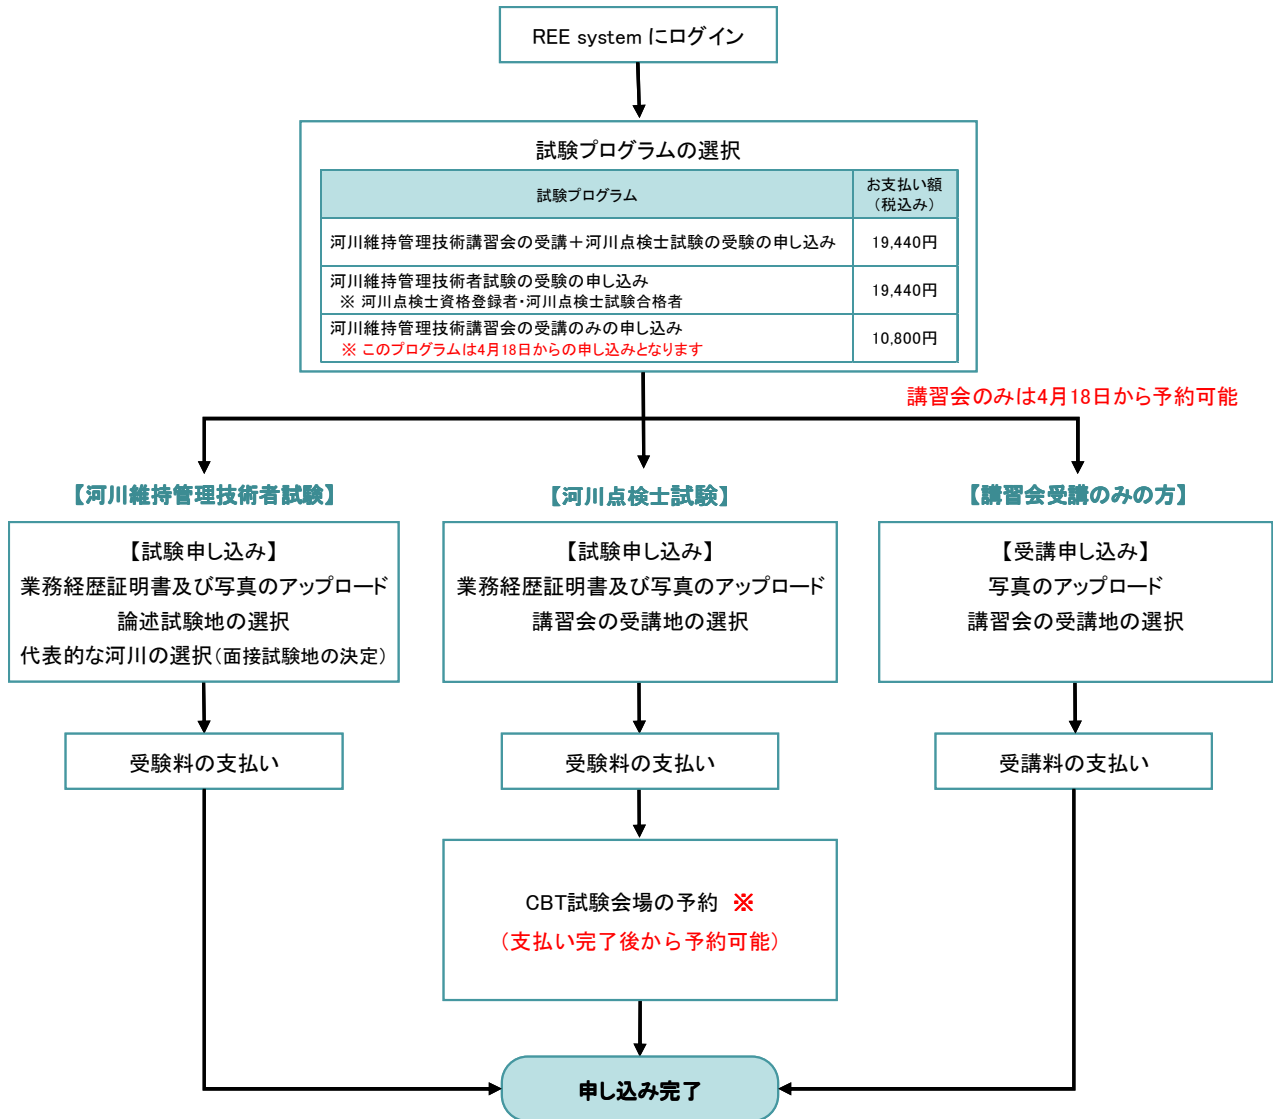 REE system にログイン
試験プログラムの選択
試験プログラム
お支払い額
（税込み）
河川維持管理技術講習会の受講＋河川点検士試験の受験の申し込み
19,440円
河川維持管理技術者試験の受験の申し込み
※ 河川点検士資格登録者・河川点検士試験合格者
19,440円
河川維持管理技術講習会の受講のみの申し込み
※ このプログラムは4月18日からの申し込みとなります
10,800円
講習会のみは4月18日から予約可能
【河川維持管理技術者試験】
【試験申し込み】
業務経歴証明書及び写真のアップロード
論述試験地の選択
代表的な河川の選択（面接試験地の決定）
受験料の支払い
【河川点検士試験】
【試験申し込み】
業務経歴証明書及び写真のアップロード
講習会の受講地の選択
受験料の支払い
CBT試験会場の予約 ※
（支払い完了後から予約可能）
【講習会受講のみの方】
【受講申し込み】
写真のアップロード
講習会の受講地の選択
受講料の支払い
申し込み完了